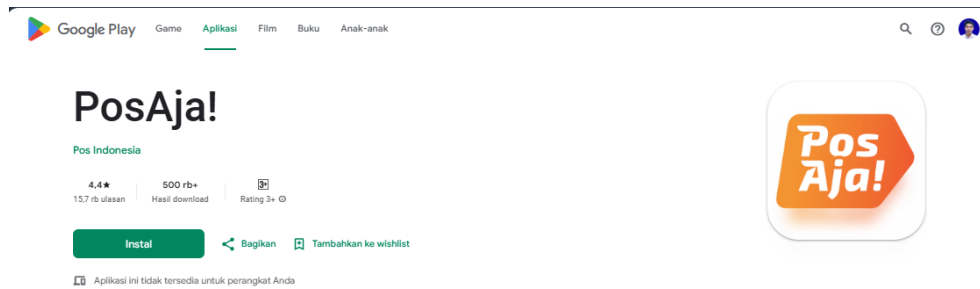 Google Play Game Aplikasi Film Buku Anak-anak
PosAja!
Pos Indonesia
4,4★ 500 rb+ 3+
15,7 rb ulasan Hasil download Rating 3+
Instal Bagikan Tambahkan ke wishlist
Aplikasi ini tidak tersedia untuk perangkat Anda
Pos
Aja!